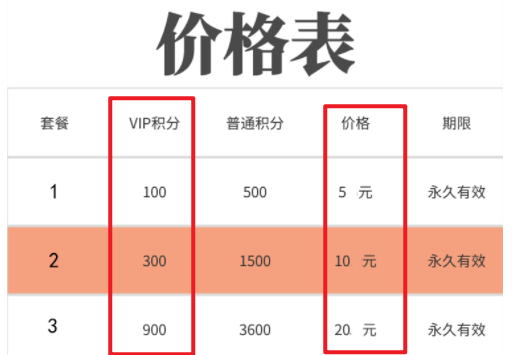 价格表
套餐 VIP积分 普通积分 价格 期限
1 100 500 5 元 永久有效
2 300 1500 10 元 永久有效
3 900 3600 20 元 永久有效